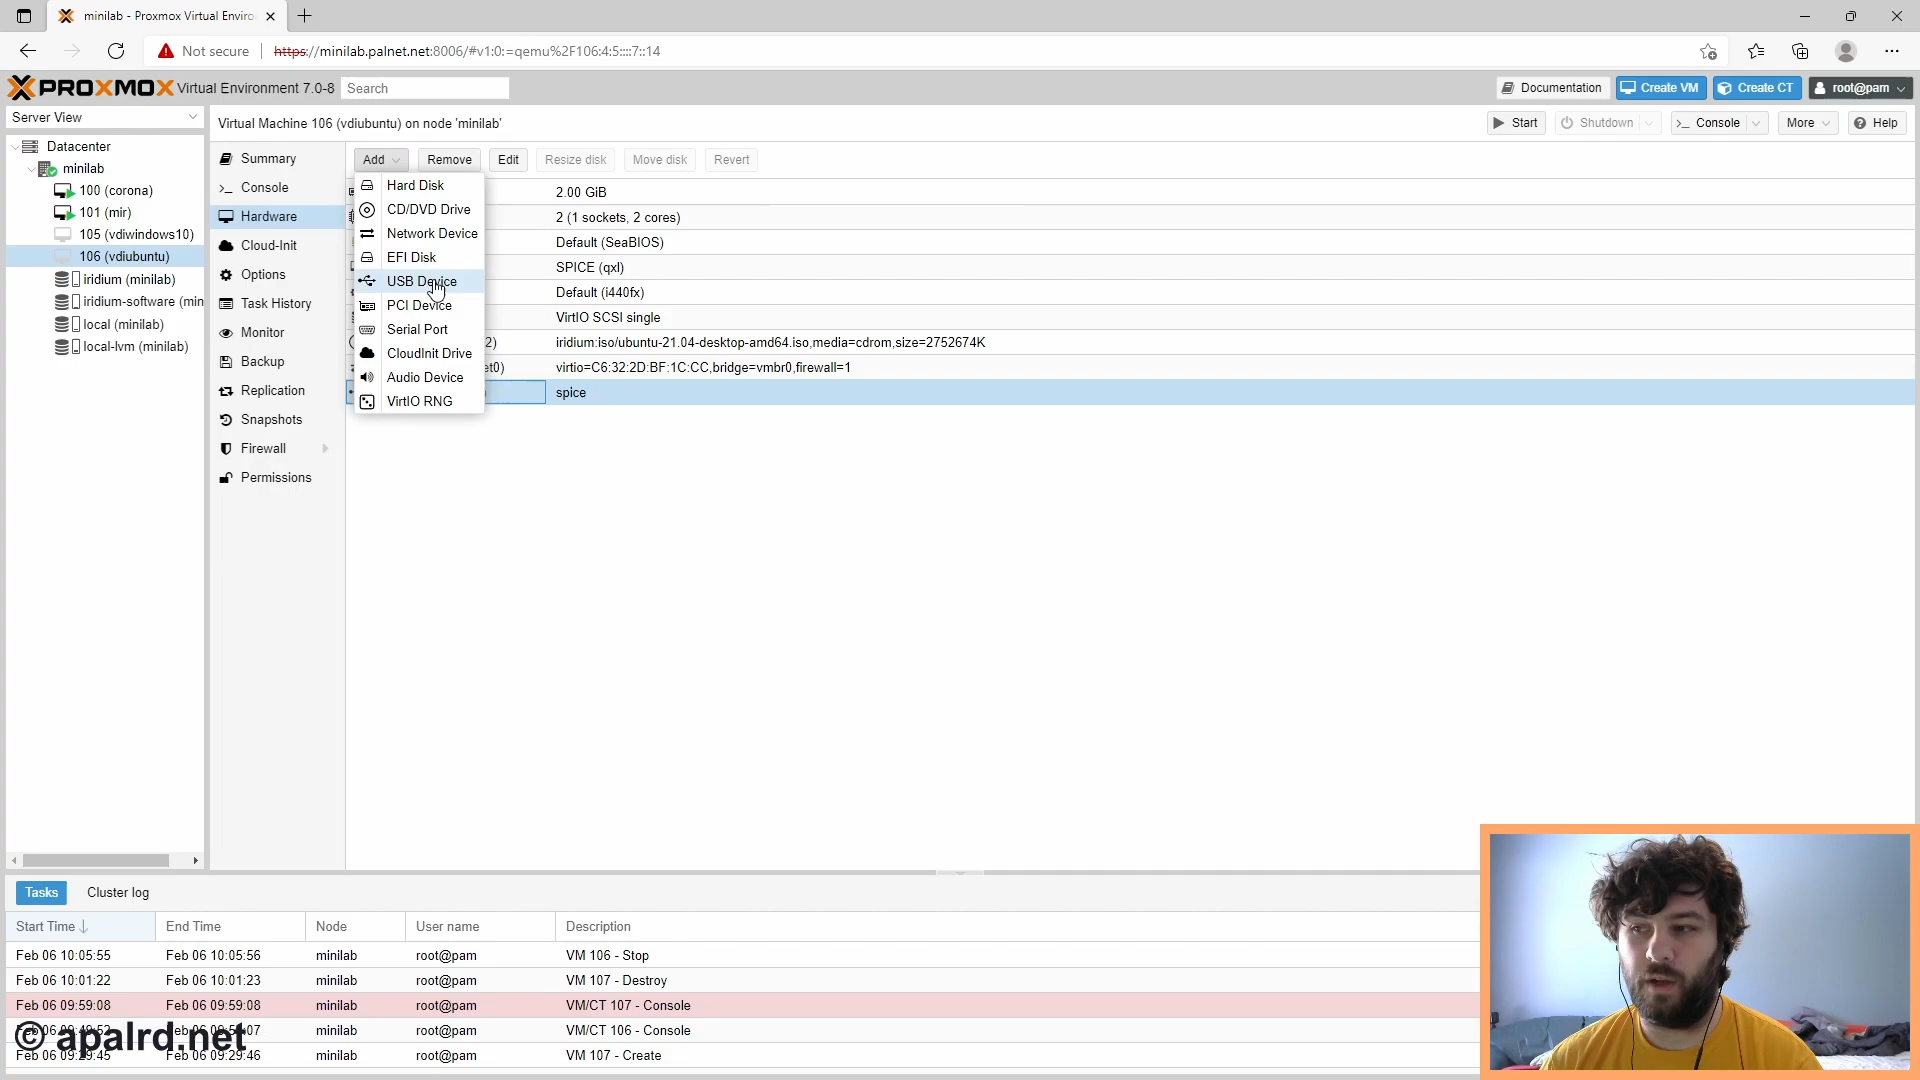 minilab - Proxmox Virtual Enviro
Not secure
https://minilab.palnet.net:8006/#v1:0:=qemu%2F106:4:5::::7::14
PROXMOX Virtual Environment 7.0-8
Search
Documentation
Create VM
Create CT
root@pam
Server View
Virtual Machine 106 (vdiubuntu) on node 'minilab'
Start
Shutdown
Console
More
Help
Datacenter
minilab
100 (corona)
101 (mir)
105 (vdiwindows10)
106 (vdiubuntu)
iridium (minilab)
iridium-software (min
local (minilab)
local-lvm (minilab)
Summary
Console
Hardware
Cloud-Init
Options
Task History
Monitor
Backup
Replication
Snapshots
Firewall
Permissions
Add
Remove
Edit
Resize disk
Move disk
Revert
Hard Disk
CD/DVD Drive
Network Device
EFI Disk
USB Device
PCI Device
Serial Port
CloudInit Drive
Audio Device
VirtIO RNG
2.00 GiB
2 (1 sockets, 2 cores)
Default (SeaBIOS)
SPICE (qxl)
Default (i440fx)
VirtIO SCSI single
2) iridium:iso/ubuntu-21.04-desktop-amd64.iso,media=cdrom,size=2752674K
et0) virtio=C6:32:2D:BF:1C:CC,bridge=vmbr0,firewall=1
spice
Tasks
Cluster log
Start Time End Time Node User name Description
Feb 06 10:05:55 Feb 06 10:05:56 minilab root@pam VM 106 - Stop
Feb 06 10:01:22 Feb 06 10:01:23 minilab root@pam VM 107 - Destroy
Feb 06 09:59:08 Feb 06 09:59:08 minilab root@pam VM/CT 107 - Console
Feb 06 minilab root@pam VM/CT 106 - Console
Feb 06 09:29:45 Feb 06 09:29:46 minilab root@pam VM 107 - Create
© apalrd.net